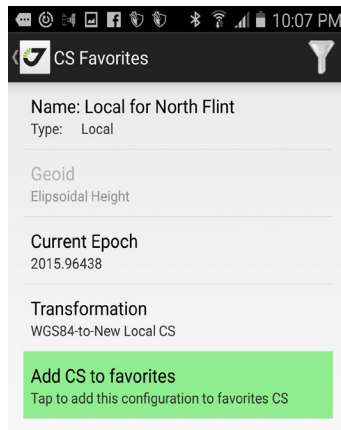 10:07 PM
CS Favorites
Name: Local for North Flint
Type: Local
Geoid
Elipsoidal Height
Current Epoch
2015.96438
Transformation
WGS84-to-New Local CS
Add CS to favorites
Tap to add this configuration to favorites CS